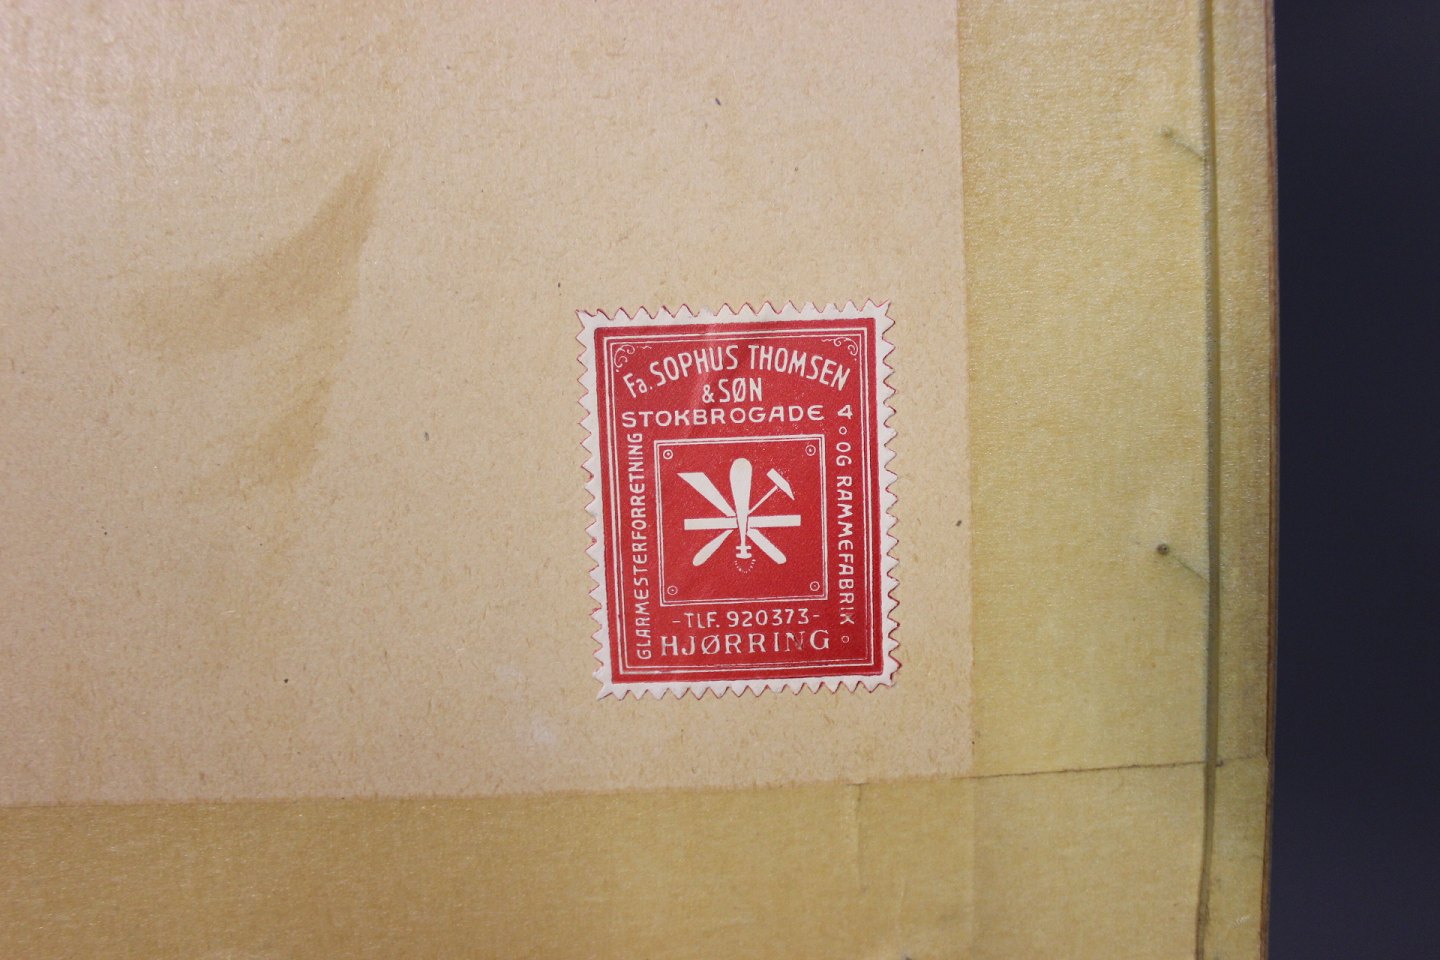 Fa. SOPHUS THOMSEN
& SØN
STOKBROGADE 4
GLARMESTERFORRETNING
OG RAMMEFABRIK
-TLF. 920373-
HJØRRING